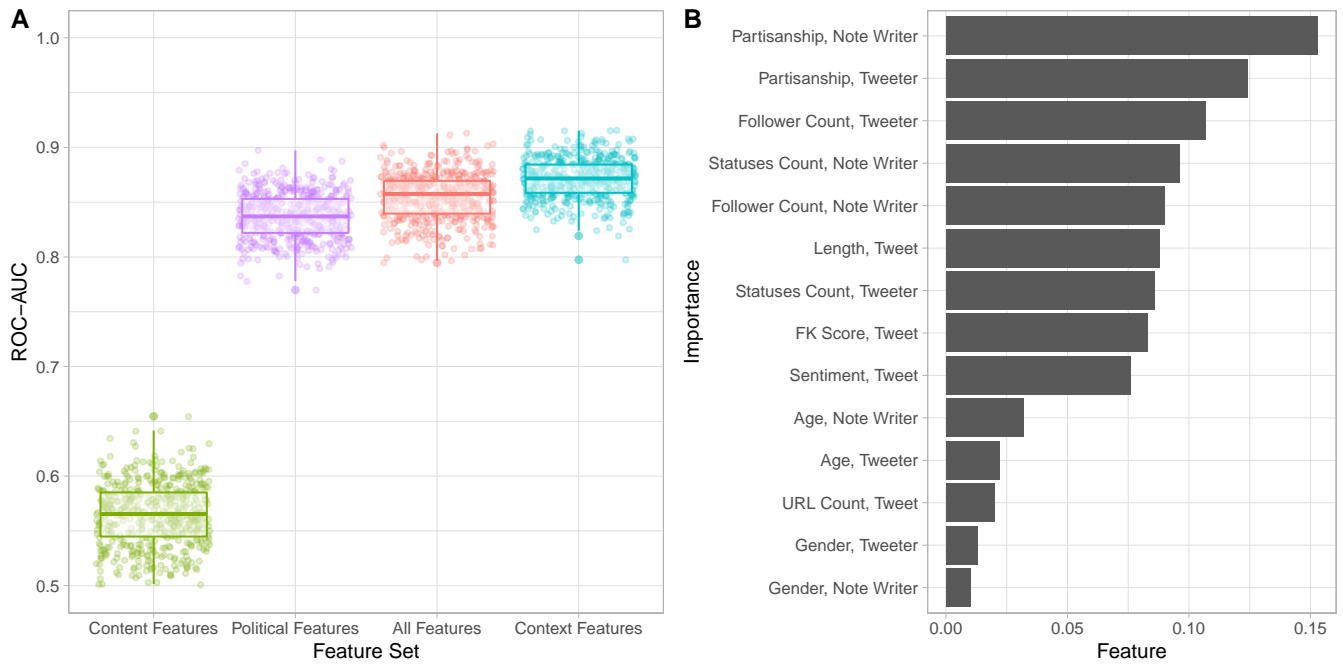 A
1.0
0.9
0.8
0.7
0.6
0.5
ROC−AUC
Content Features
Political Features
All Features
Context Features
Feature Set
B
Partisanship, Note Writer
Partisanship, Tweeter
Follower Count, Tweeter
Statuses Count, Note Writer
Follower Count, Note Writer
Length, Tweet
Statuses Count, Tweeter
FK Score, Tweet
Sentiment, Tweet
Age, Note Writer
Age, Tweeter
URL Count, Tweet
Gender, Tweeter
Gender, Note Writer
Importance
0.00
0.05
0.10
0.15
Feature